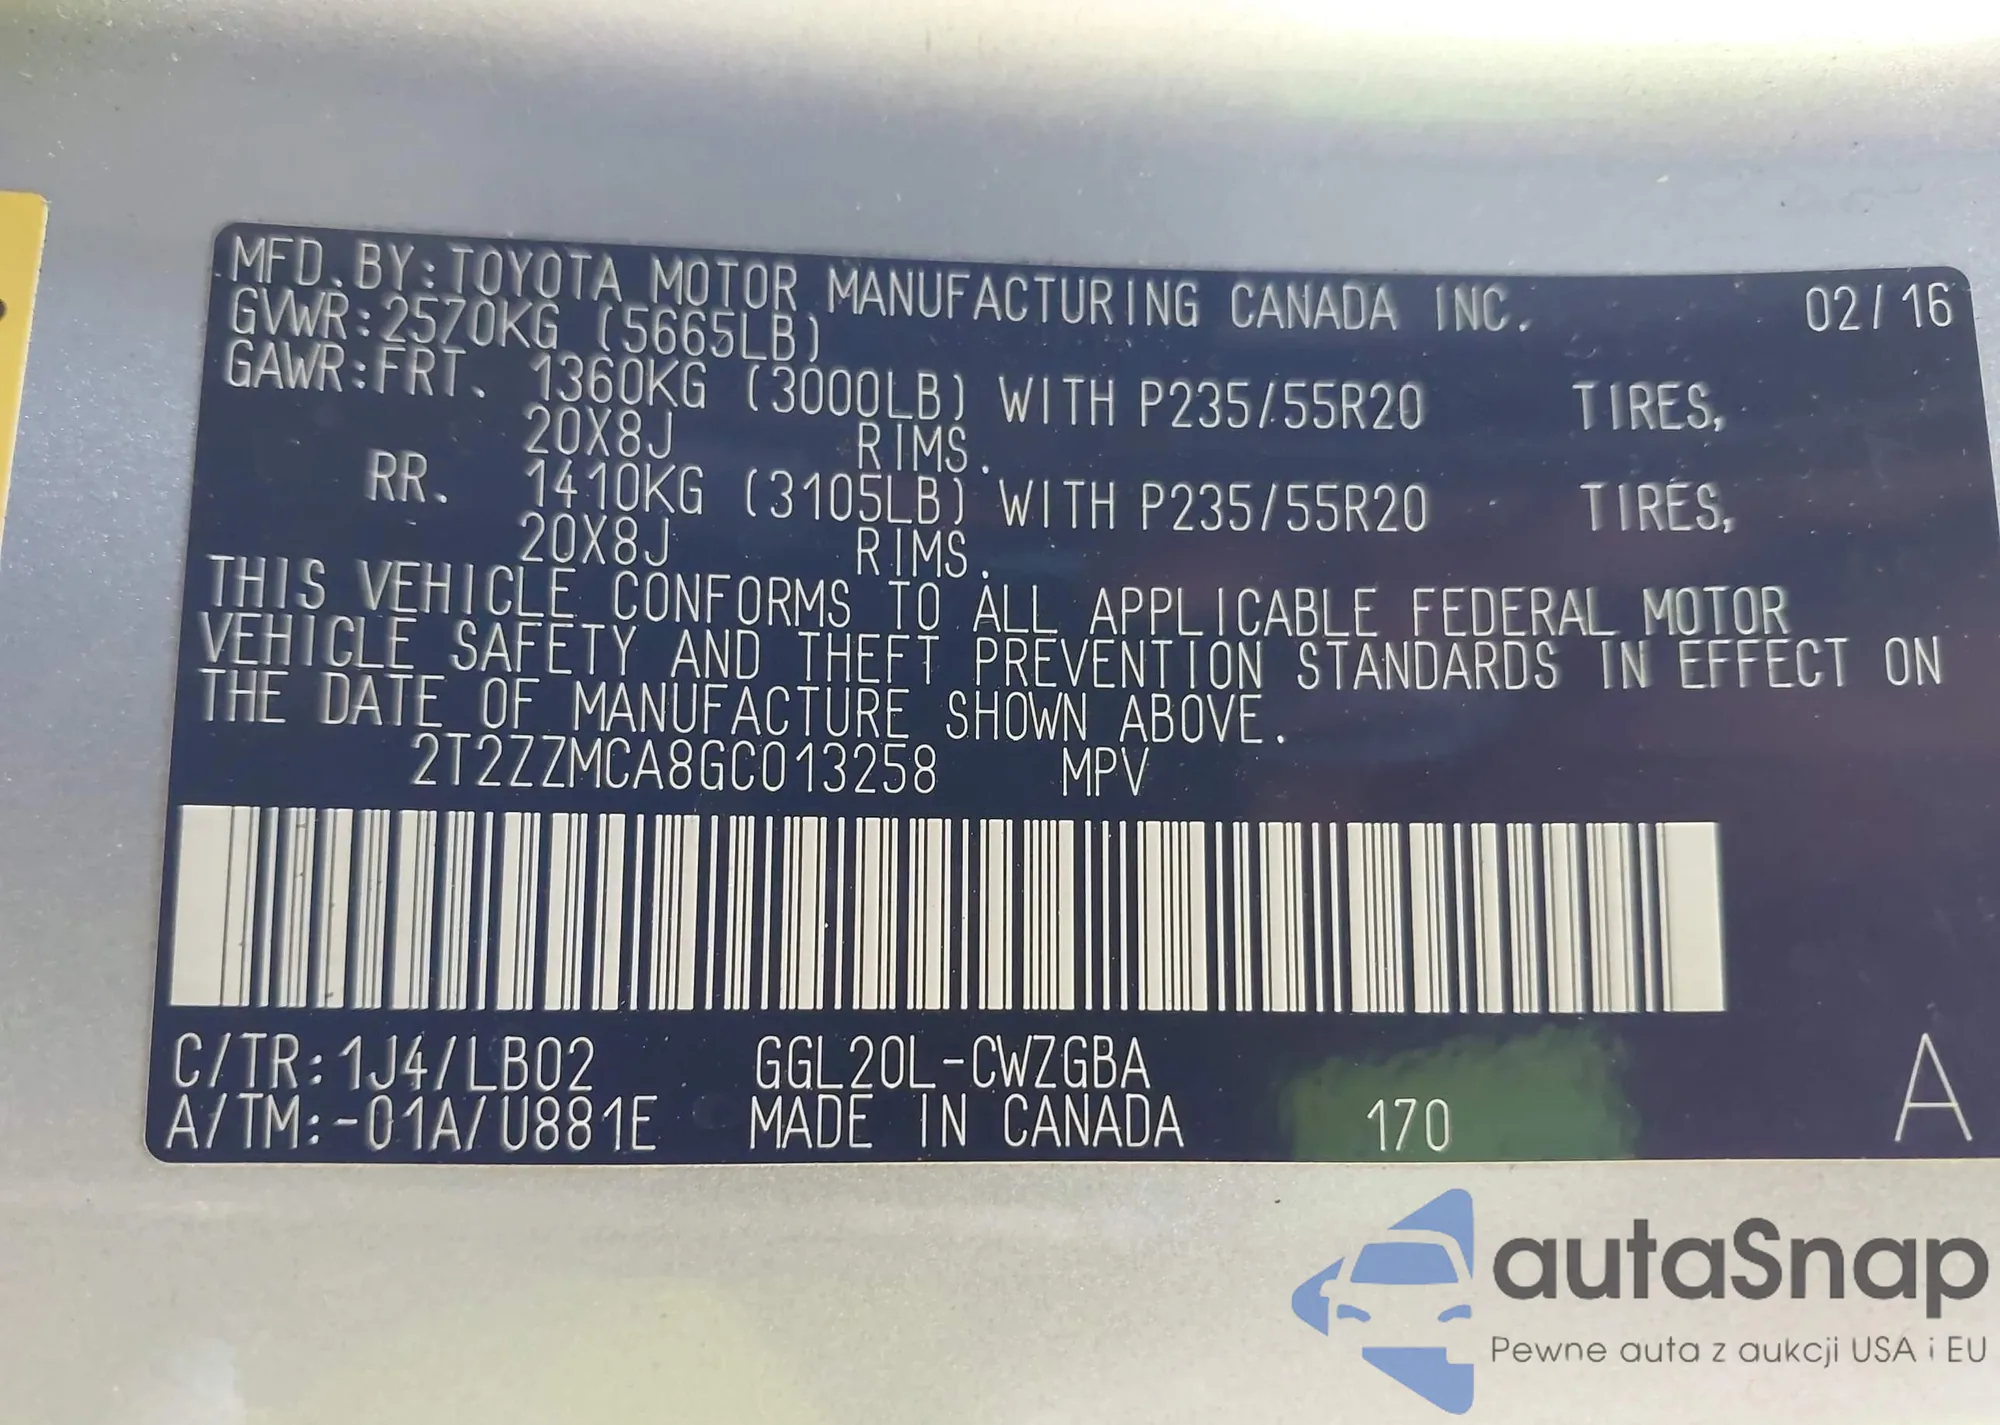 MFD.BY:TOYOTA MOTOR MANUFACTURING CANADA INC. 02/16
GVWR:2570KG (5665LB)
GAWR:FRT. 1360KG (3000LB) WITH P235/55R20 TIRES,
20X8J RIMS.
RR. 1410KG (3105LB) WITH P235/55R20 TIRES,
20X8J RIMS.
THIS VEHICLE CONFORMS TO ALL APPLICABLE FEDERAL MOTOR
VEHICLE SAFETY AND THEFT PREVENTION STANDARDS IN EFFECT ON
THE DATE OF MANUFACTURE SHOWN ABOVE.
2T2ZZMCA8GC013258 MPV
C/TR:1J4/LB02 GGL20L-CWZGBA
A/TM:-01A/U881E MADE IN CANADA 170 A
autaSnap
Pewne auta z aukcji USA i EU